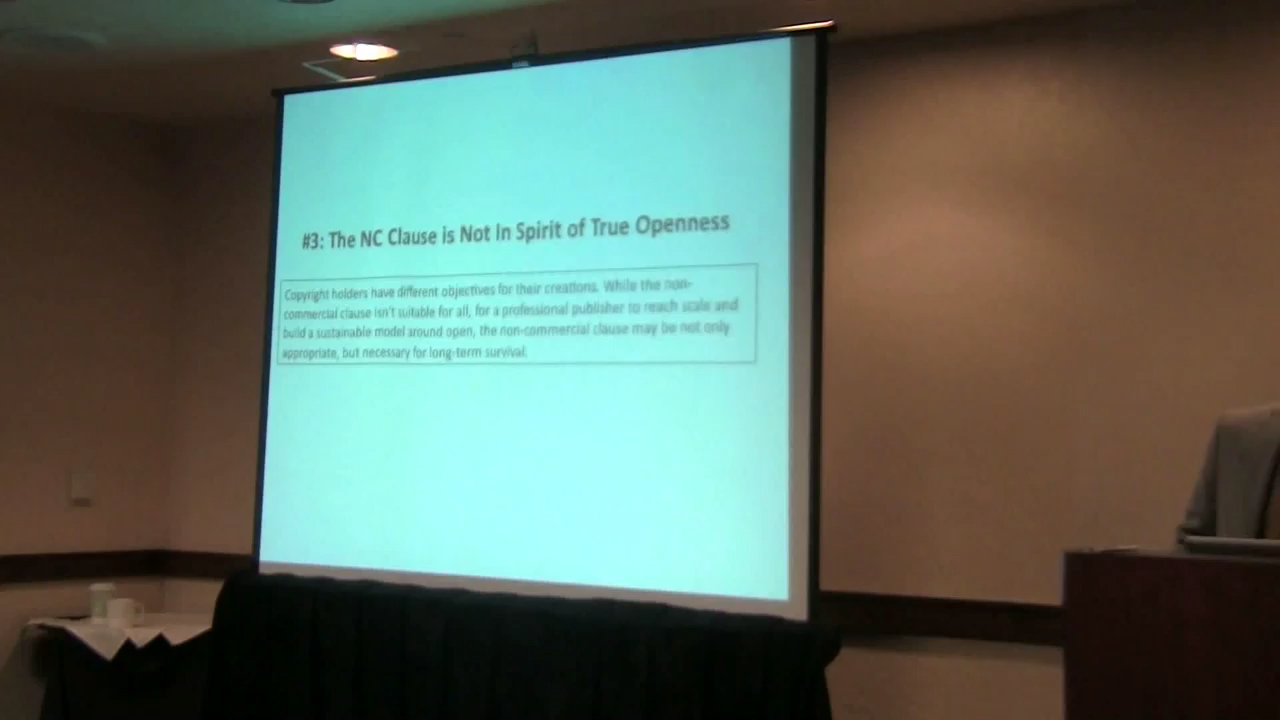 #3: The NC Clause is Not In Spirit of True Openness
Copyright holders have different objectives for their creations. While the non-
commercial clause isn't suitable for all, for a professional publisher to reach scale and
build a sustainable model around open, the non-commercial clause may be not only
appropriate, but necessary for long-term survival.